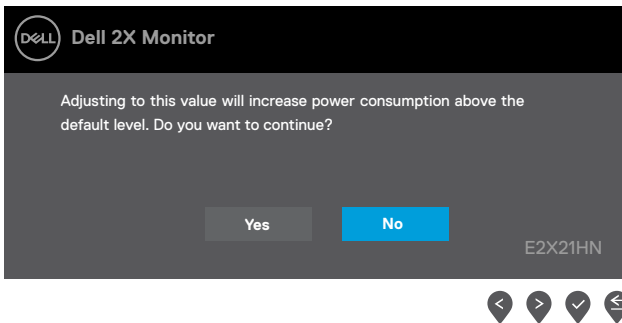 DELL Dell 2X Monitor
Adjusting to this value will increase power consumption above the
default level. Do you want to continue?
Yes No
E2X21HN